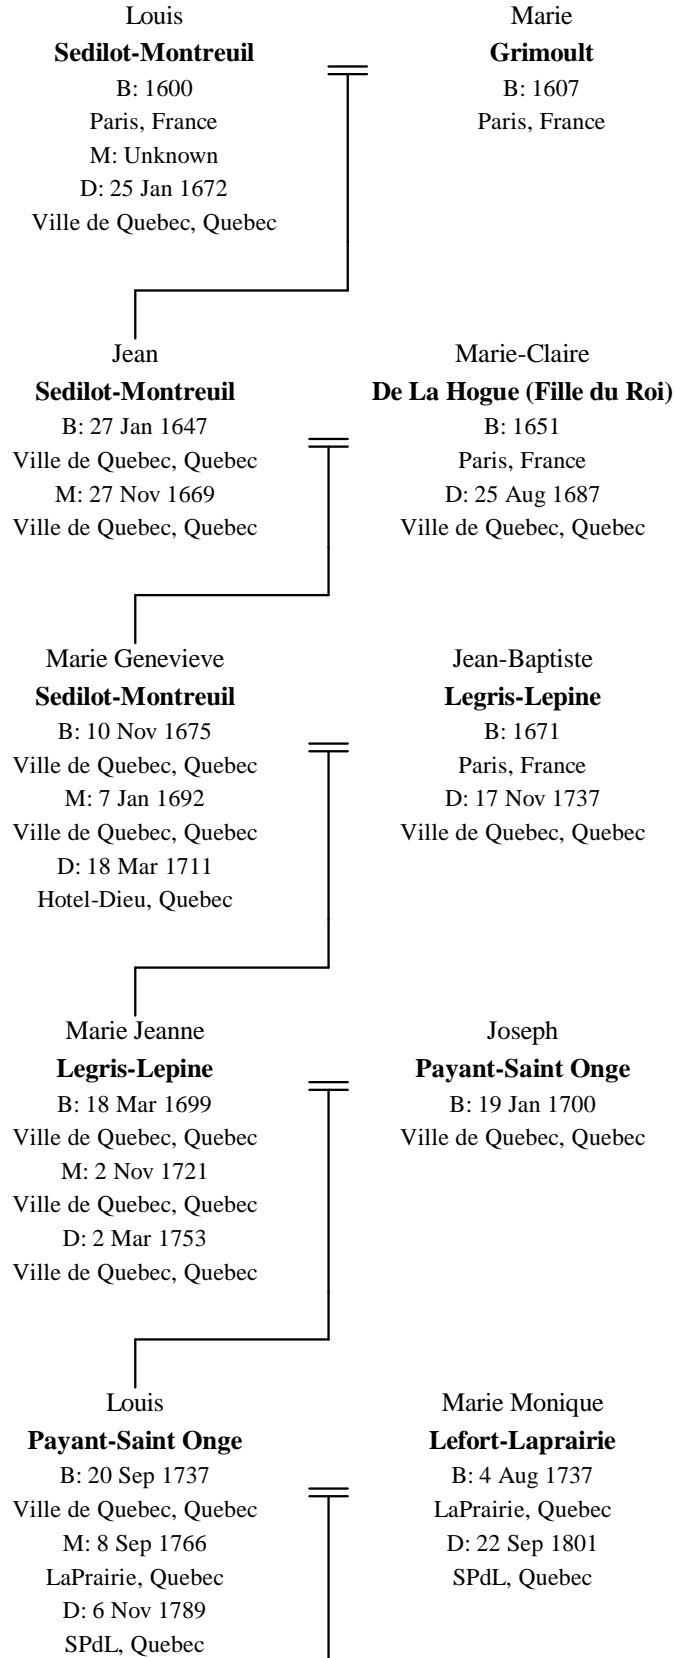 Louis
Sedilot-Montreuil
B: 1600
Paris, France
M: Unknown
D: 25 Jan 1672
Ville de Quebec, Quebec
Marie
Grimoult
B: 1607
Paris, France
Jean
Sedilot-Montreuil
B: 27 Jan 1647
Ville de Quebec, Quebec
M: 27 Nov 1669
Ville de Quebec, Quebec
Marie-Claire
De La Hogue (Fille du Roi)
B: 1651
Paris, France
D: 25 Aug 1687
Ville de Quebec, Quebec
Marie Genevieve
Sedilot-Montreuil
B: 10 Nov 1675
Ville de Quebec, Quebec
M: 7 Jan 1692
Ville de Quebec, Quebec
D: 18 Mar 1711
Hotel-Dieu, Quebec
Jean-Baptiste
Legris-Lepine
B: 1671
Paris, France
D: 17 Nov 1737
Ville de Quebec, Quebec
Marie Jeanne
Legris-Lepine
B: 18 Mar 1699
Ville de Quebec, Quebec
M: 2 Nov 1721
Ville de Quebec, Quebec
D: 2 Mar 1753
Ville de Quebec, Quebec
Joseph
Payant-Saint Onge
B: 19 Jan 1700
Ville de Quebec, Quebec
Louis
Payant-Saint Onge
B: 20 Sep 1737
Ville de Quebec, Quebec
M: 8 Sep 1766
LaPrairie, Quebec
D: 6 Nov 1789
SPdL, Quebec
Marie Monique
Lefort-Laprairie
B: 4 Aug 1737
LaPrairie, Quebec
D: 22 Sep 1801
SPdL, Quebec